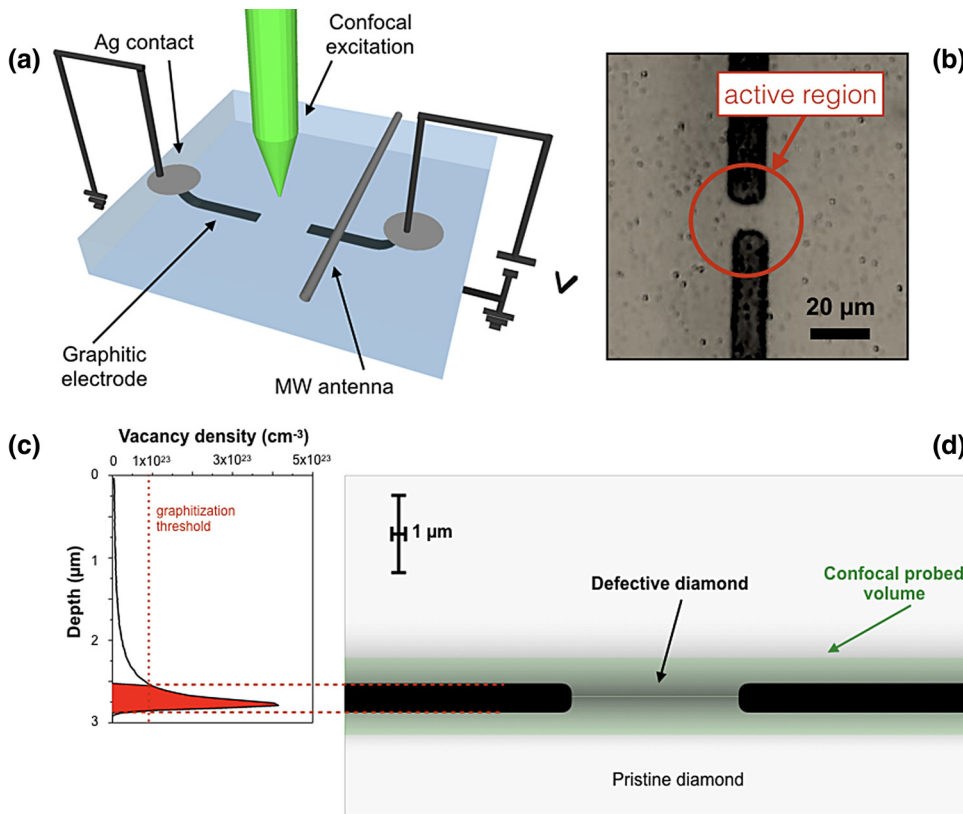 (a)
Ag contact
Confocal
excitation
Graphitic
electrode
MW antenna
V
(b)
active region
20 µm
(c)
Vacancy density (cm-3)
0
1x10²³
3x10²³
5x10²³
0
graphitization
threshold
1
Depth (µm)
2
3
(d)
1 µm
Defective diamond
Confocal probed
volume
Pristine diamond